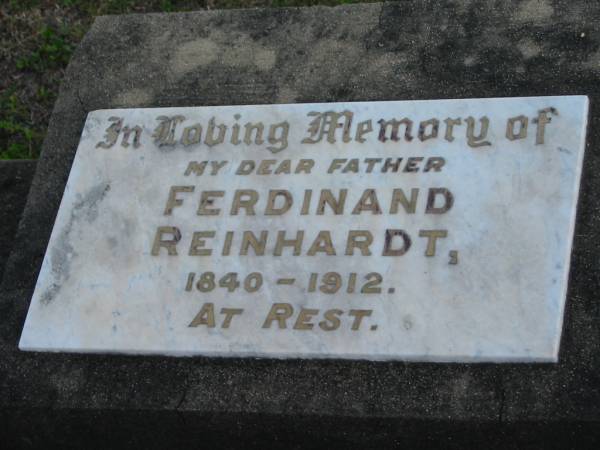 In Loving Memory of
MY DEAR FATHER
FERDINAND
REINHARDT,
1840 – 1912.
AT REST.